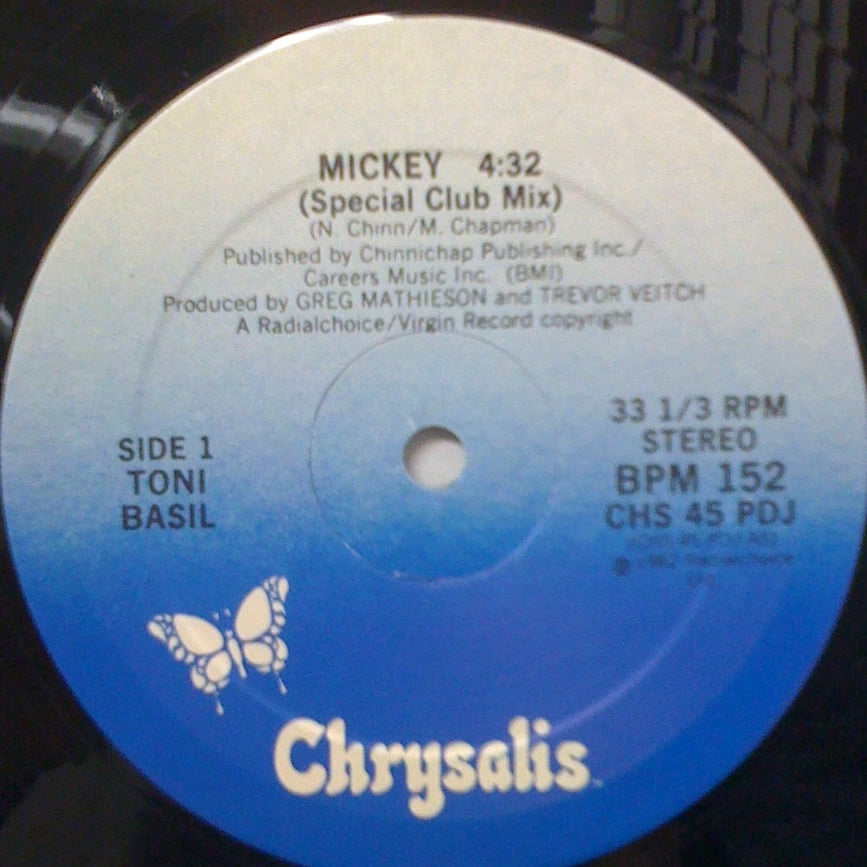 MICKEY 4:32
(Special Club Mix)
(N. Chinn/M. Chapman)
Published by Chinnichap Publishing Inc./
Careers Music Inc. (BMI)
Produced by GREG MATHIESON and TREVOR VEITCH
A Radialchoice/Virgin Record copyright
SIDE 1
TONI
BASIL
33 1/3 RPM
STEREO
BPM 152
CHS 45 PDJ
℗ 1982 Radialchoice
Chrysalis